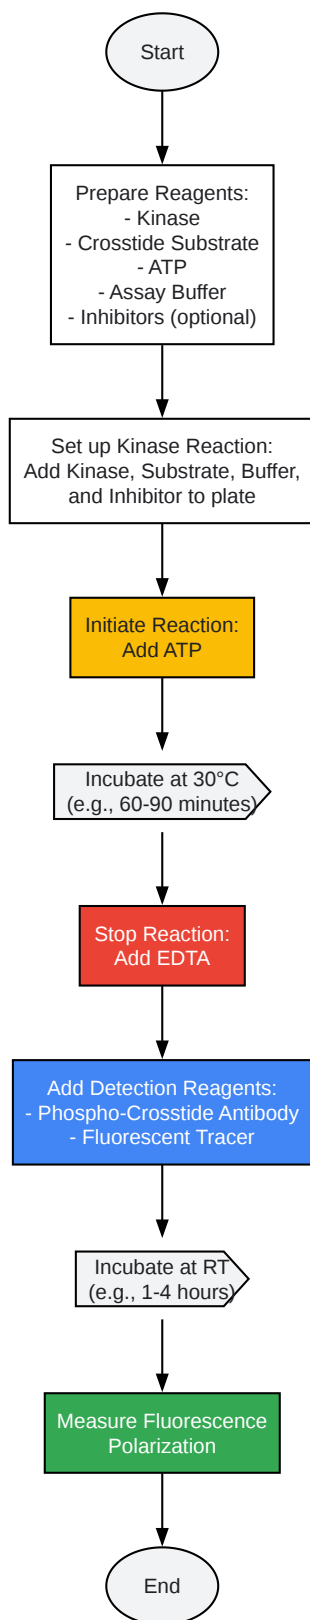 Start
Prepare Reagents:
- Kinase
- Crosstide Substrate
- ATP
- Assay Buffer
- Inhibitors (optional)
Set up Kinase Reaction:
Add Kinase, Substrate, Buffer,
and Inhibitor to plate
Initiate Reaction:
Add ATP
Incubate at 30°C
(e.g., 60-90 minutes)
Stop Reaction:
Add EDTA
Add Detection Reagents:
- Phospho-Crosstide Antibody
- Fluorescent Tracer
Incubate at RT
(e.g., 1-4 hours)
Measure Fluorescence
Polarization
End